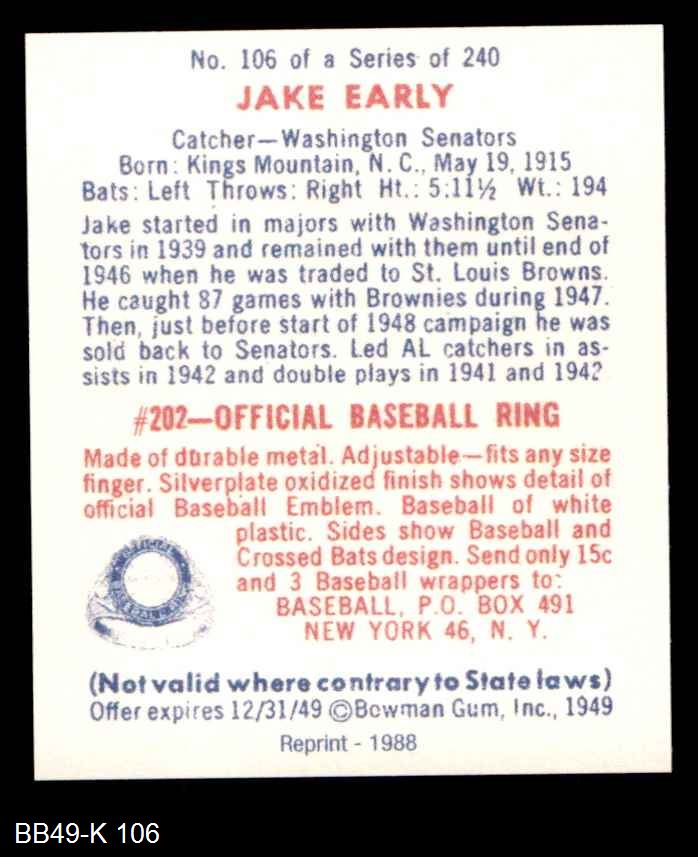 No. 106 of a Series of 240
JAKE EARLY
Catcher—Washington Senators
Born: Kings Mountain, N. C., May 19, 1915
Bats: Left Throws: Right Ht.: 5:11½ Wt.: 194
Jake started in majors with Washington Sena-
tors in 1939 and remained with them until end of
1946 when he was traded to St. Louis Browns.
He caught 87 games with Brownies during 1947.
Then, just before start of 1948 campaign he was
sold back to Senators. Led AL catchers in as-
sists in 1942 and double plays in 1941 and 1942
#202—OFFICIAL BASEBALL RING
Made of durable metal. Adjustable—fits any size
finger. Silverplate oxidized finish shows detail of
official Baseball Emblem. Baseball of white
plastic. Sides show Baseball and
Crossed Bats design. Send only 15c
and 3 Baseball wrappers to:
BASEBALL, P.O. BOX 491
NEW YORK 46, N. Y.
OFFICIAL
BASEBALL
(Not valid where contrary to State laws)
Offer expires 12/31/49 ©Bowman Gum, Inc., 1949
Reprint - 1988
BB49-K 106